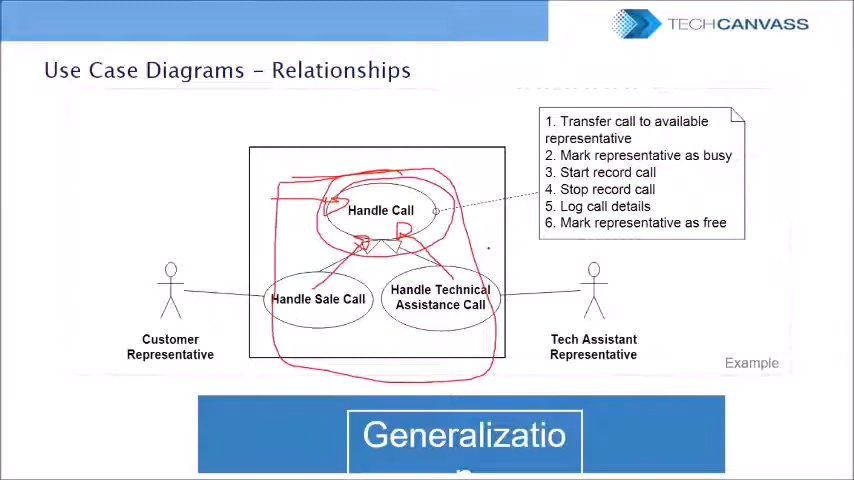 TECHCANVASS
Use Case Diagrams – Relationships
1. Transfer call to available
representative
2. Mark representative as busy
3. Start record call
4. Stop record call
5. Log call details
6. Mark representative as free
Handle Call
Handle Sale Call
Handle Technical
Assistance Call
Customer
Representative
Tech Assistant
Representative
Example
Generalizatio
n